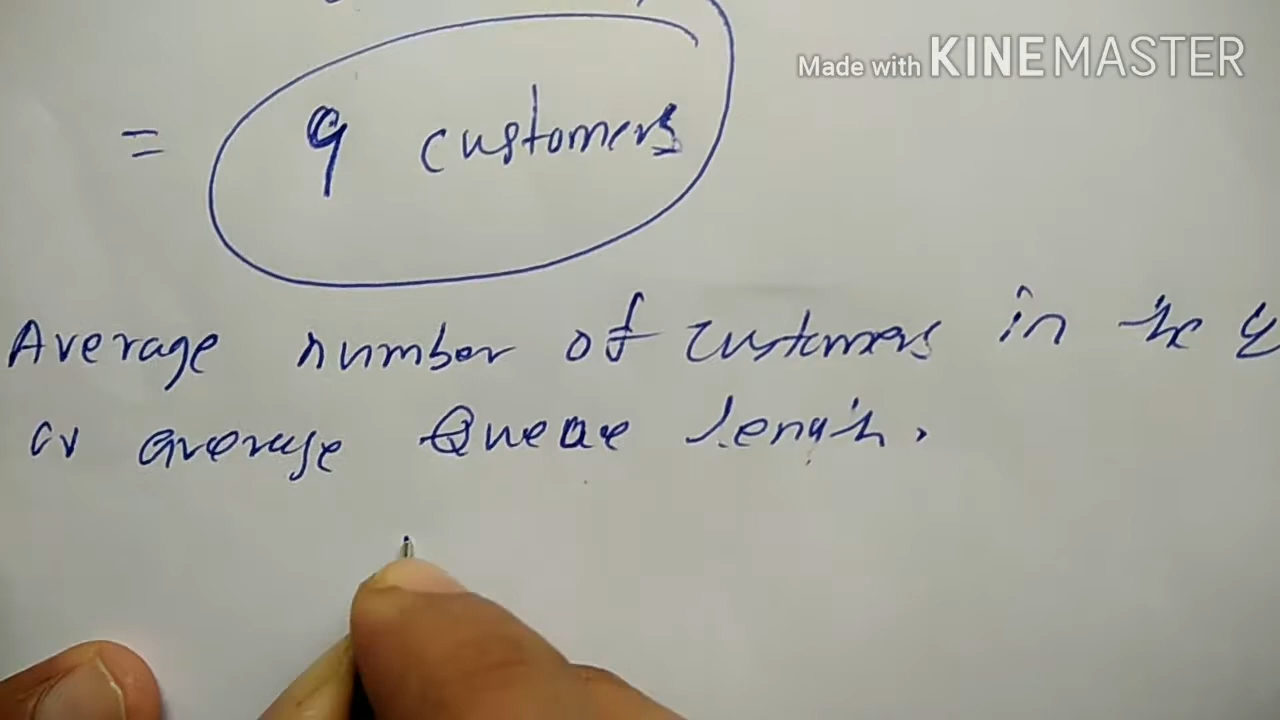 Made with KINEMASTER
= 9 customers
Average number of customers in the
or average Queue length.